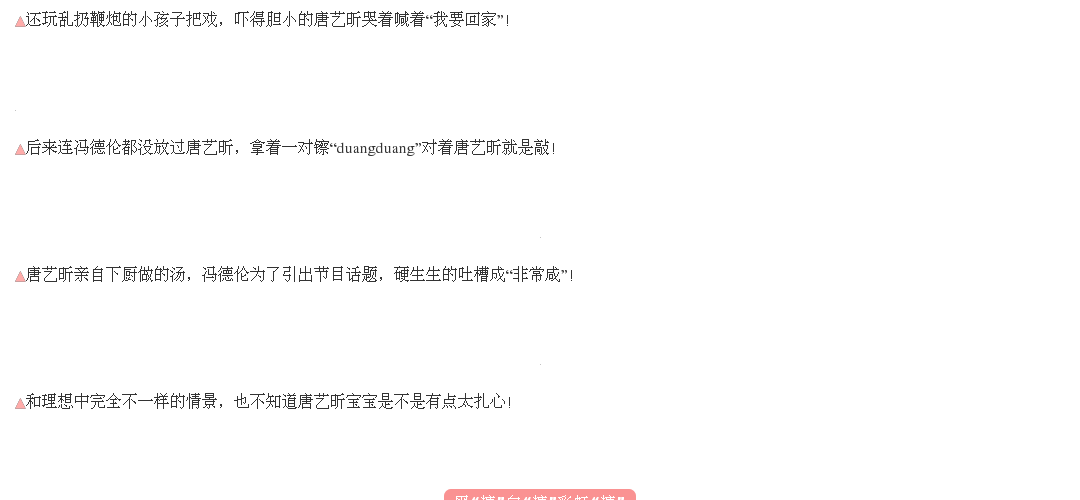 ▲还玩乱扔鞭炮的小孩子把戏，吓得胆小的唐艺昕哭着喊着“我要回家”!
▲后来连冯德伦都没放过唐艺昕，拿着一对镲“duangduang”对着唐艺昕就是敲!
▲唐艺昕亲自下厨做的汤，冯德伦为了引出节目话题，硬生生的吐槽成“非常咸”!
▲和理想中完全不一样的情景，也不知道唐艺昕宝宝是不是有点太扎心!